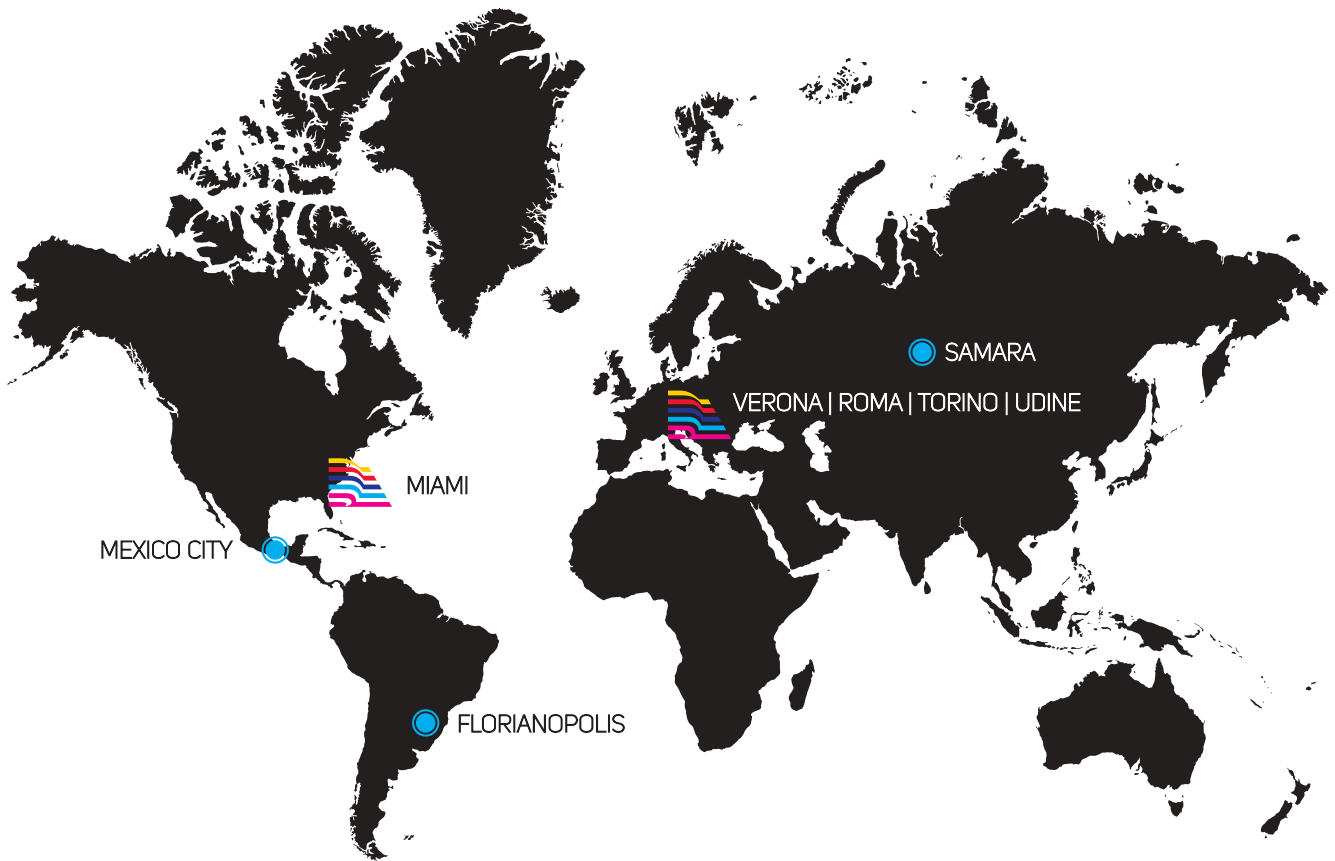 SAMARA
VERONA | ROMA | TORINO | UDINE
MIAMI
MEXICO CITY
FLORIANOPOLIS